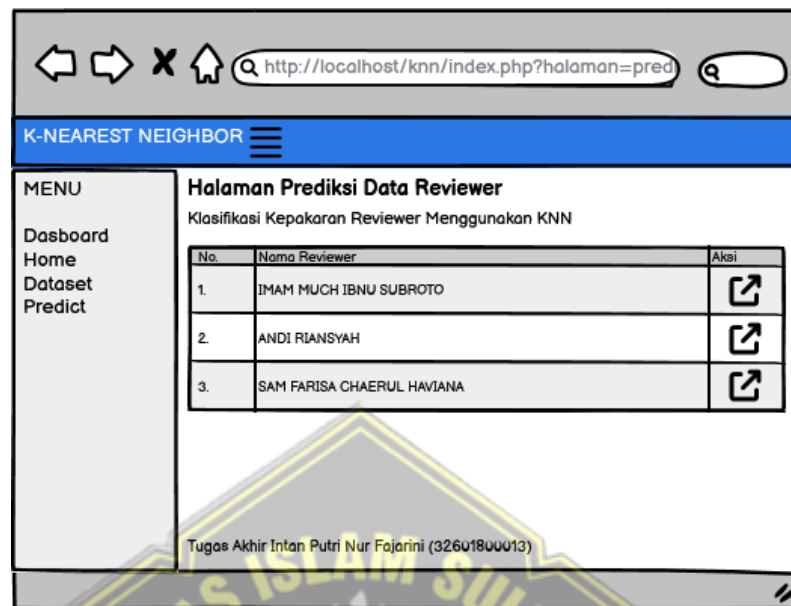 http://localhost/knn/index.php?halaman=pred
K-NEAREST NEIGHBOR
MENU
Dasboard
Home
Dataset
Predict
Halaman Prediksi Data Reviewer
Klasifikasi Kepakaran Reviewer Menggunakan KNN
No. Nama Reviewer Aksi
1. IMAM MUCH IBNU SUBROTO
2. ANDI RIANSYAH
3. SAM FARISA CHAERUL HAVIANA
Tugas Akhir Intan Putri Nur Fajarini (32601800013)
ISLAM